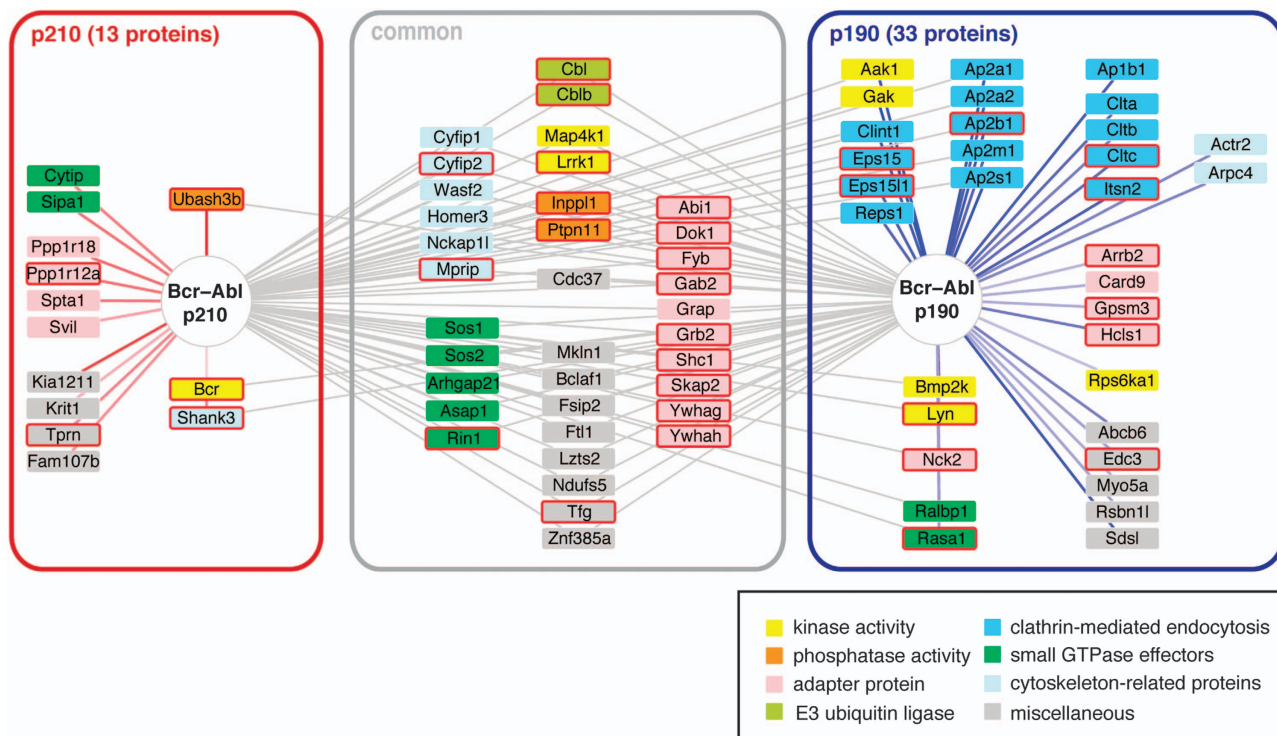 p210 (13 proteins)
Cytip
Sipa1
Ubash3b
Ppp1r18
Ppp1r12a
Spta1
Svil
Bcr–Abl
p210
Kia1211
Krit1
Tprn
Fam107b
Bcr
Shank3
common
Cbl
Cblb
Cyfip1
Cyfip2
Wasf2
Homer3
Nckap1l
Mprip
Map4k1
Lrrk1
Inppl1
Ptpn11
Cdc37
Abi1
Dok1
Fyb
Gab2
Grap
Grb2
Shc1
Skap2
Ywhag
Ywhah
Sos1
Sos2
Arhgap21
Asap1
Rin1
Mkln1
Bclaf1
Fsip2
Ftl1
Lzts2
Ndufs5
Tfg
Znf385a
p190 (33 proteins)
Aak1
Gak
Clint1
Eps15
Eps15l1
Reps1
Ap2a1
Ap2a2
Ap2b1
Ap2m1
Ap2s1
Ap1b1
Clta
Cltb
Cltc
Itsn2
Actr2
Arpc4
Bcr–Abl
p190
Arrb2
Card9
Gpsm3
Hcls1
Rps6ka1
Bmp2k
Lyn
Nck2
Ralbp1
Rasa1
Abcb6
Edc3
Myo5a
Rsbn1l
Sdsl
kinase activity
phosphatase activity
adapter protein
E3 ubiquitin ligase
clathrin-mediated endocytosis
small GTPase effectors
cytoskeleton-related proteins
miscellaneous